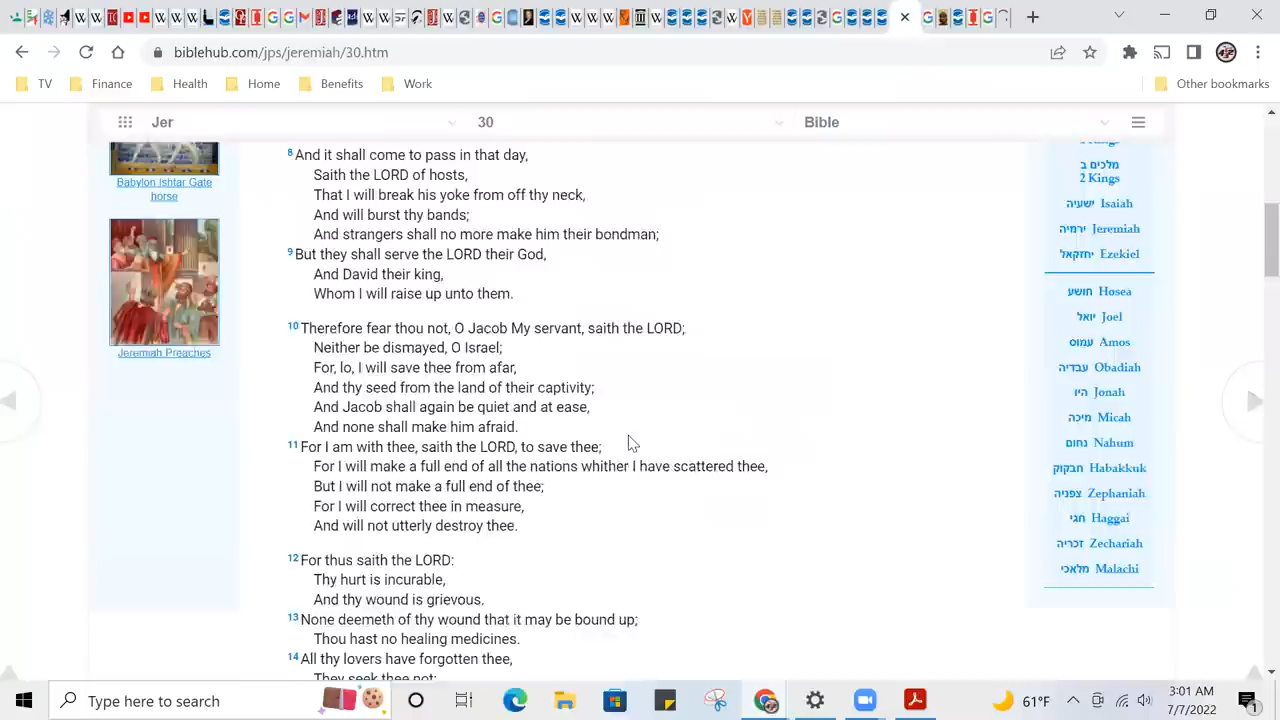 biblehub.com/jps/jeremiah/30.htm
TV Finance Health Home Benefits Work Other bookmarks
Jer 30 Bible
Babylon Ishtar Gate
horse
Jeremiah Preaches
8 And it shall come to pass in that day,
Saith the LORD of hosts,
That I will break his yoke from off thy neck,
And will burst thy bands;
And strangers shall no more make him their bondman;
9 But they shall serve the LORD their God,
And David their king,
Whom I will raise up unto them.
10 Therefore fear thou not, O Jacob My servant, saith the LORD;
Neither be dismayed, O Israel;
For, lo, I will save thee from afar,
And thy seed from the land of their captivity;
And Jacob shall again be quiet and at ease,
And none shall make him afraid.
11 For I am with thee, saith the LORD, to save thee;
For I will make a full end of all the nations whither I have scattered thee,
But I will not make a full end of thee;
For I will correct thee in measure,
And will not utterly destroy thee.
12 For thus saith the LORD:
Thy hurt is incurable,
And thy wound is grievous.
13 None deemeth of thy wound that it may be bound up;
Thou hast no healing medicines.
14 All thy lovers have forgotten thee,
They seek thee not;
מלכים ב
2 Kings
ישעיה Isaiah
ירמיה Jeremiah
יחזקאל Ezekiel
הושע Hosea
יואל Joel
עמוס Amos
עבדיה Obadiah
Jonah
מיכה Micah
נחום Nahum
חבקוק Habakkuk
צפניה Zephaniah
חגי Haggai
זכריה Zechariah
מלאכי Malachi
Type here to search
61°F
3:01 AM
7/7/2022